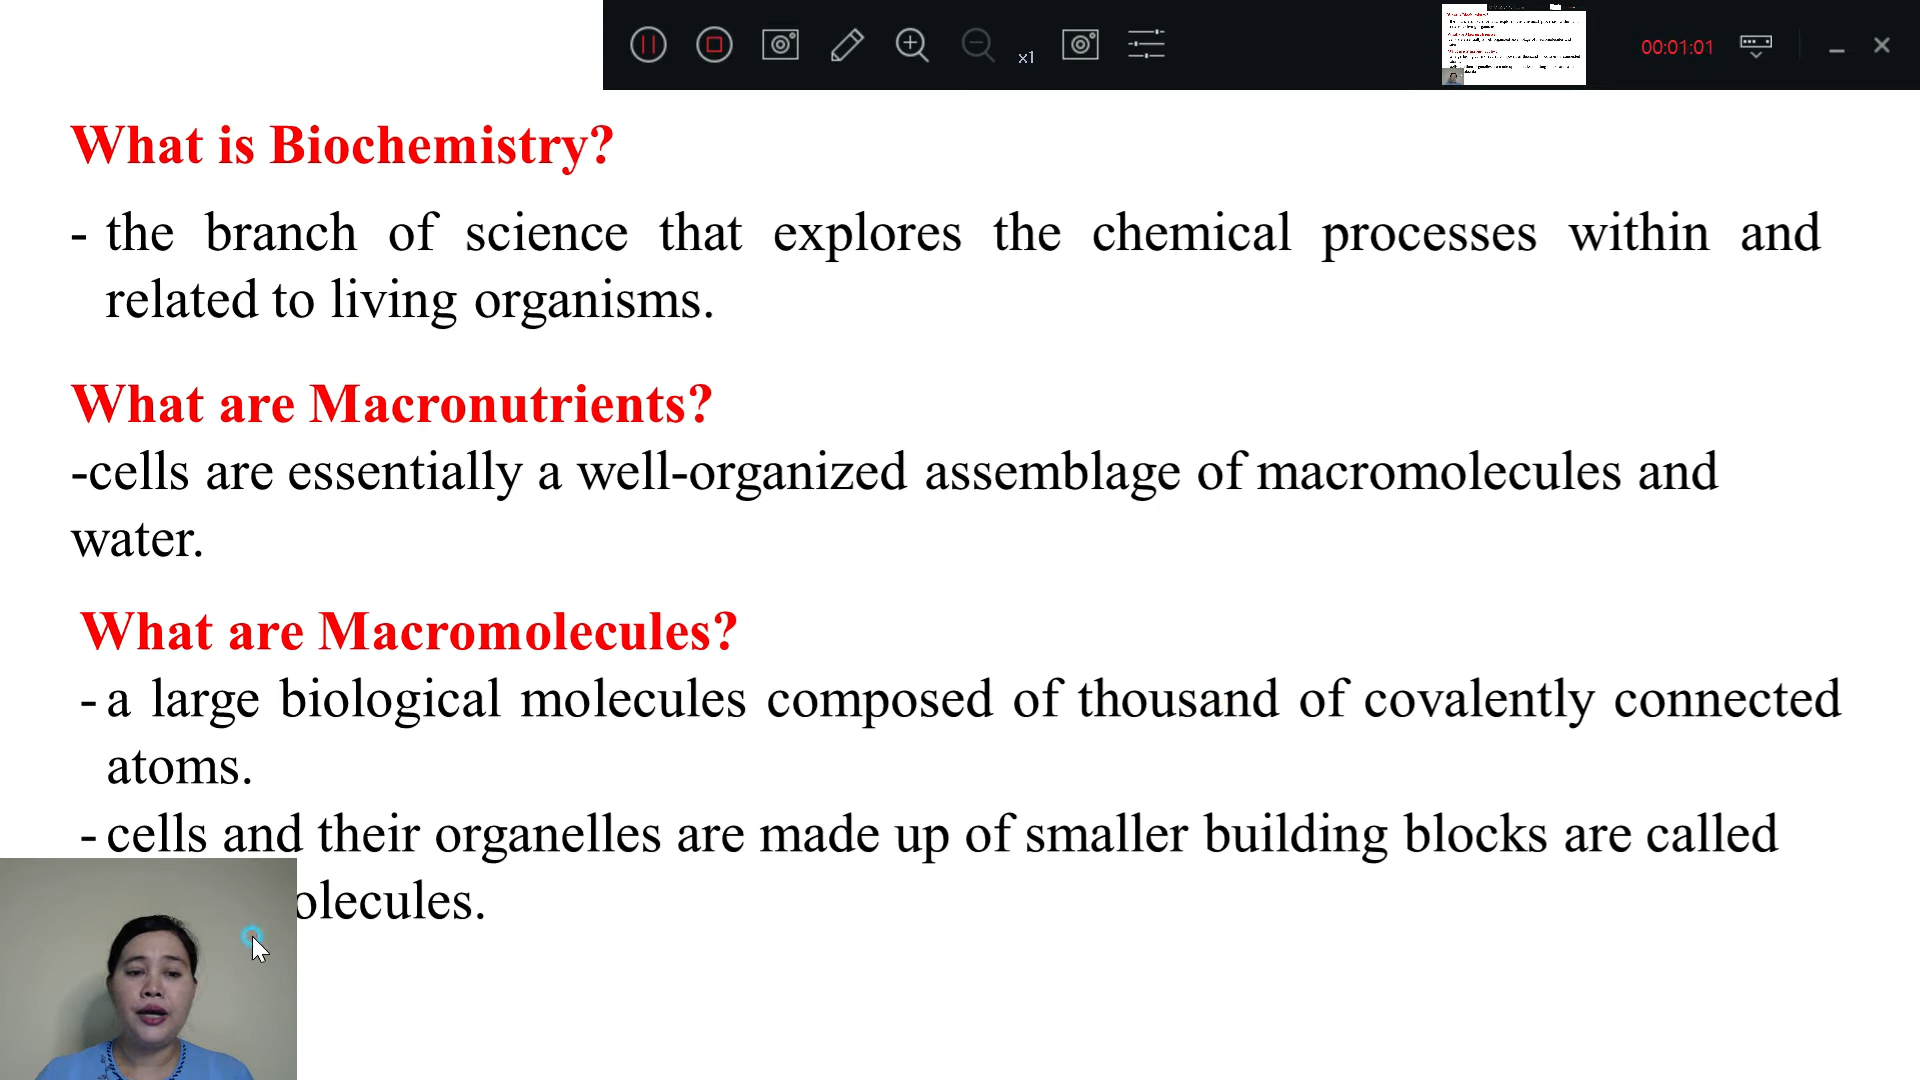 x1
00:01:01
What is Biochemistry?
- the branch of science that explores the chemical processes within and
related to living organisms.
What are Macronutrients?
-cells are essentially a well-organized assemblage of macromolecules and
water.
What are Macromolecules?
- a large biological molecules composed of thousand of covalently connected
atoms.
- cells and their organelles are made up of smaller building blocks are called
olecules.